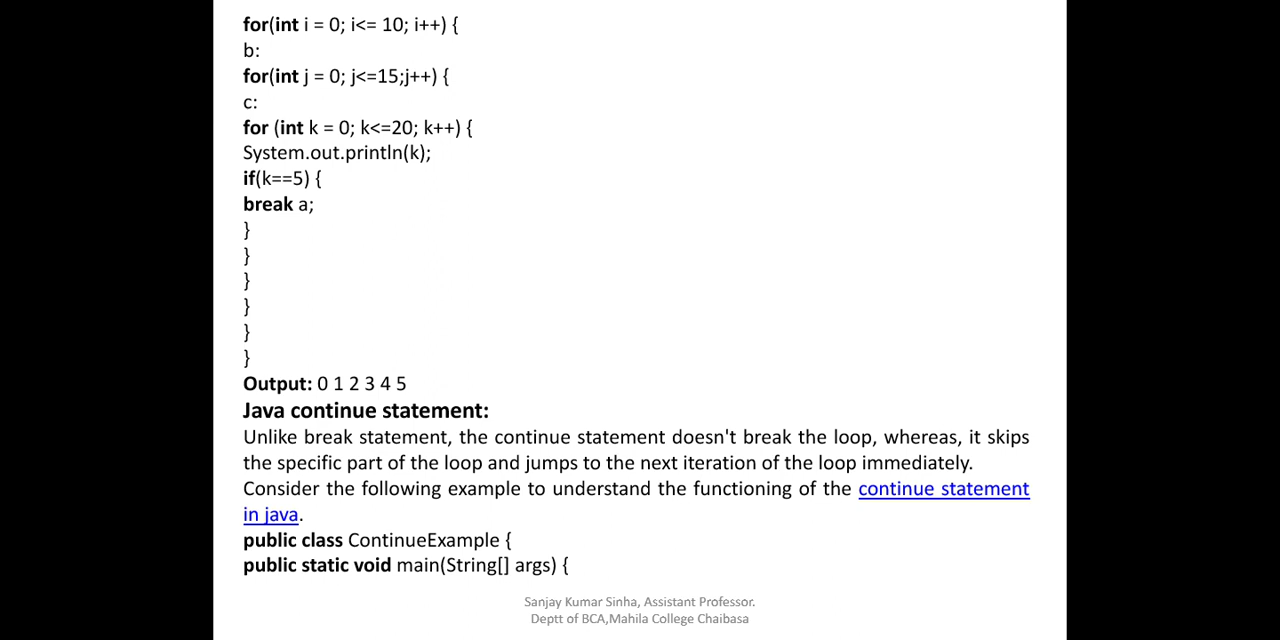 for(int i = 0; i<= 10; i++) {
b:
for(int j = 0; j<=15;j++) {
c:
for (int k = 0; k<=20; k++) {
System.out.println(k);
if(k==5) {
break a;
}
}
}
}
}
}
Output: 0 1 2 3 4 5
Java continue statement:
Unlike break statement, the continue statement doesn't break the loop, whereas, it skips
the specific part of the loop and jumps to the next iteration of the loop immediately.
Consider the following example to understand the functioning of the continue statement
in java.
public class ContinueExample {
public static void main(String[] args) {
Sanjay Kumar Sinha, Assistant Professor.
Deptt of BCA,Mahila College Chaibasa